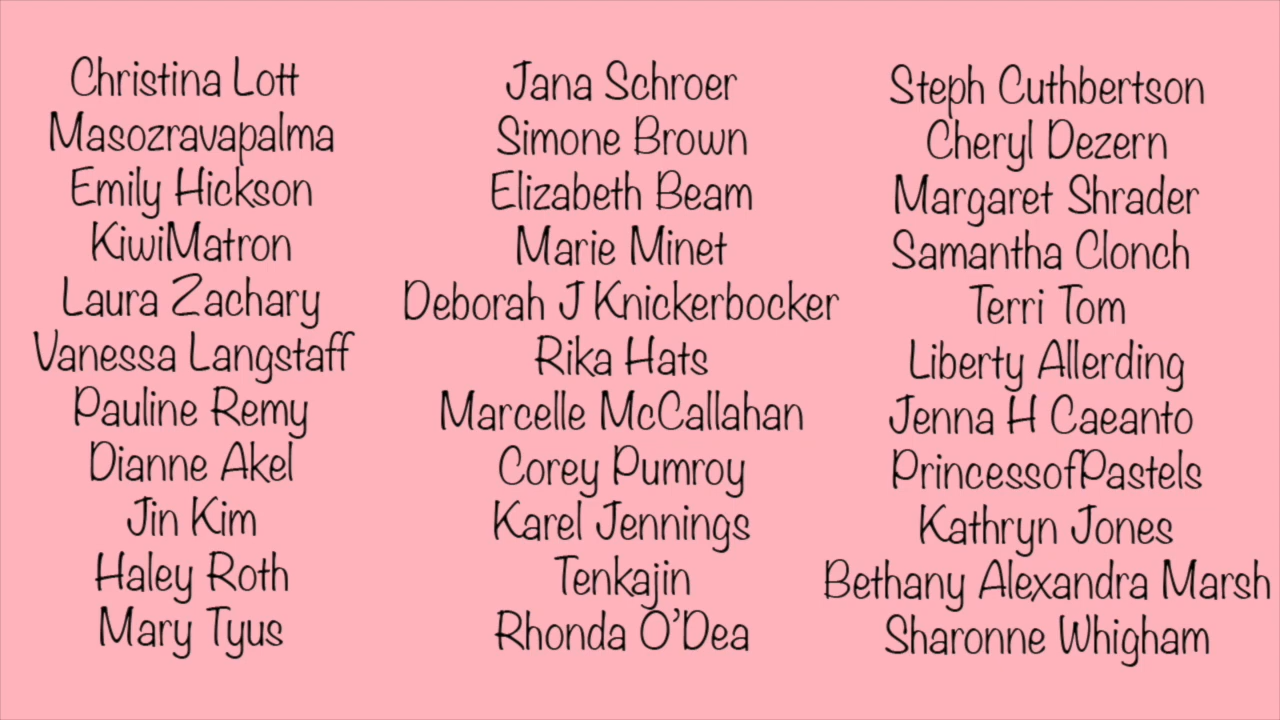 Christina Lott
Masozravapalma
Emily Hickson
KiwiMatron
Laura Zachary
Vanessa Langstaff
Pauline Remy
Dianne Akel
Jin Kim
Haley Roth
Mary Tyus
Jana Schroer
Simone Brown
Elizabeth Beam
Marie Minet
Deborah J Knickerbocker
Rika Hats
Marcelle McCallahan
Corey Pumroy
Karel Jennings
Tenkajin
Rhonda O’Dea
Steph Cuthbertson
Cheryl Dezern
Margaret Shrader
Samantha Clonch
Terri Tom
Liberty Allerding
Jenna H Caeanto
PrincessofPastels
Kathryn Jones
Bethany Alexandra Marsh
Sharonne Whigham